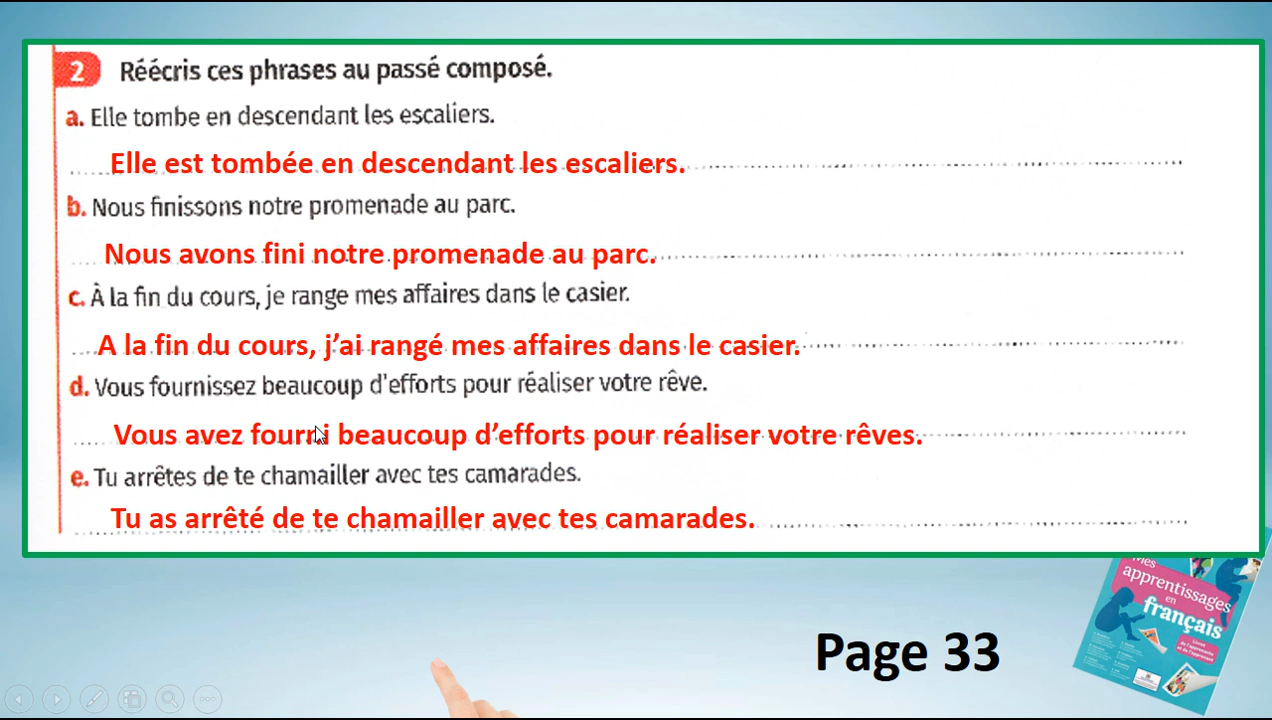 2 Réécris ces phrases au passé composé.
a. Elle tombe en descendant les escaliers.
Elle est tombée en descendant les escaliers.
b. Nous finissons notre promenade au parc.
Nous avons fini notre promenade au parc.
c. À la fin du cours, je range mes affaires dans le casier.
A la fin du cours, j'ai rangé mes affaires dans le casier.
d. Vous fournissez beaucoup d'efforts pour réaliser votre rêve.
Vous avez fourni beaucoup d'efforts pour réaliser votre rêves.
e. Tu arrêtes de te chamailler avec tes camarades.
Tu as arrêté de te chamailler avec tes camarades.
Page 33
Mes
apprentissages
en
français